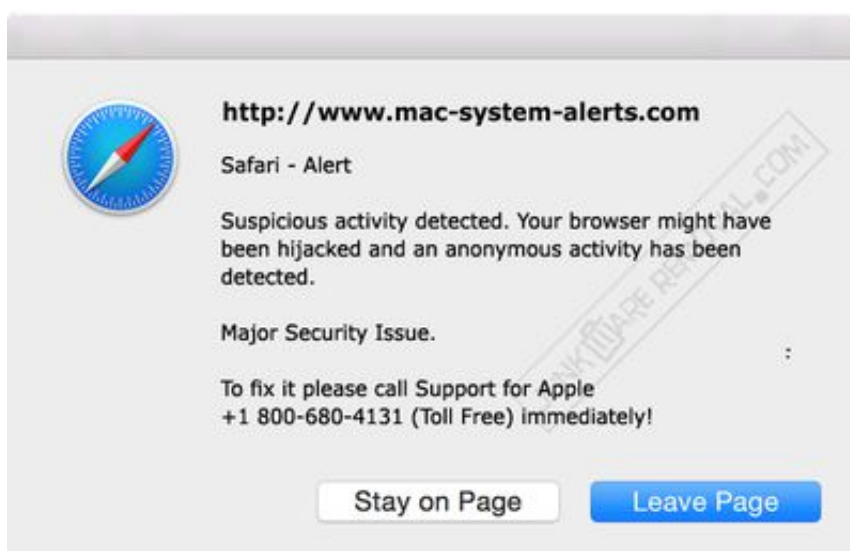 http://www.mac-system-alerts.com
Safari - Alert
Suspicious activity detected. Your browser might have
been hijacked and an anonymous activity has been
detected.
Major Security Issue.
:
To fix it please call Support for Apple
+1 800-680-4131 (Toll Free) immediately!
Stay on Page
Leave Page